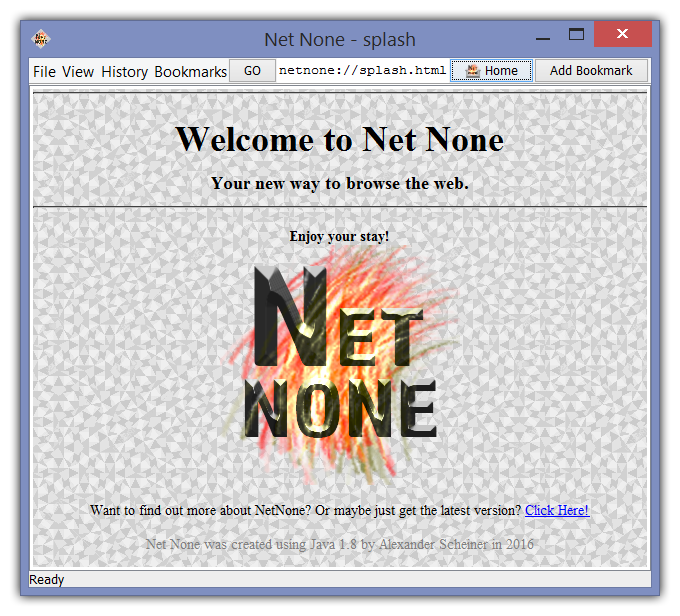 Net None - splash
File View History Bookmarks GO netnone://splash.html Home Add Bookmark
Welcome to Net None
Your new way to browse the web.
Enjoy your stay!
NET
NONE
Want to find out more about NetNone? Or maybe just get the latest version? Click Here!
Net None was created using Java 1.8 by Alexander Scheiner in 2016
Ready